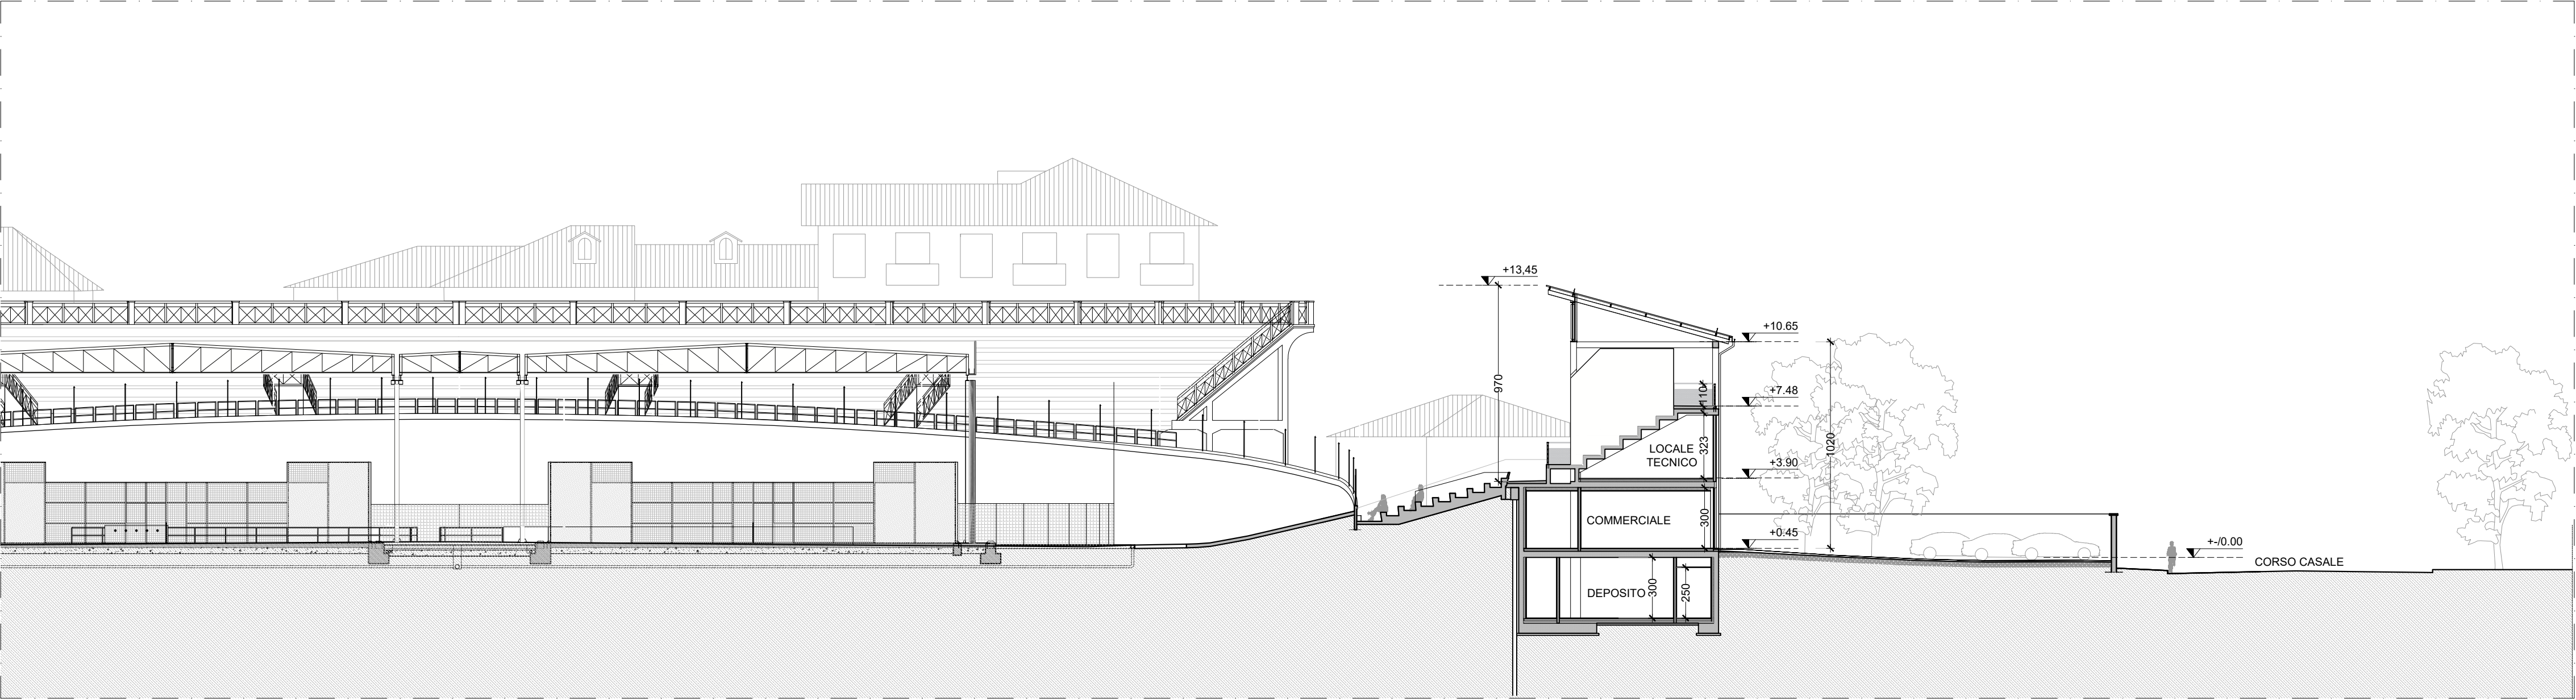 +13,45
+10.65
970
110
+7.48
1020
LOCALE
TECNICO
323
+3.90
COMMERCIALE
300
+0.45
+-/0.00
CORSO CASALE
DEPOSITO
300
250